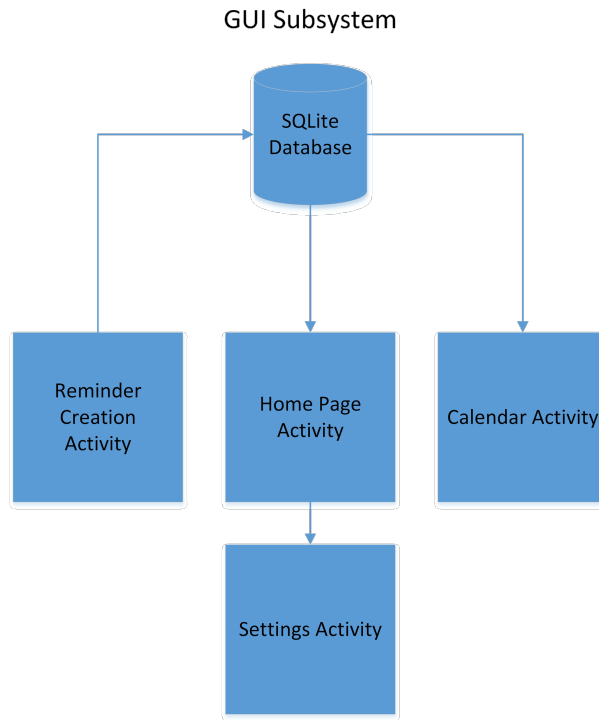 GUI Subsystem
SQLite
Database
Reminder
Creation
Activity
Home Page
Activity
Calendar Activity
Settings Activity